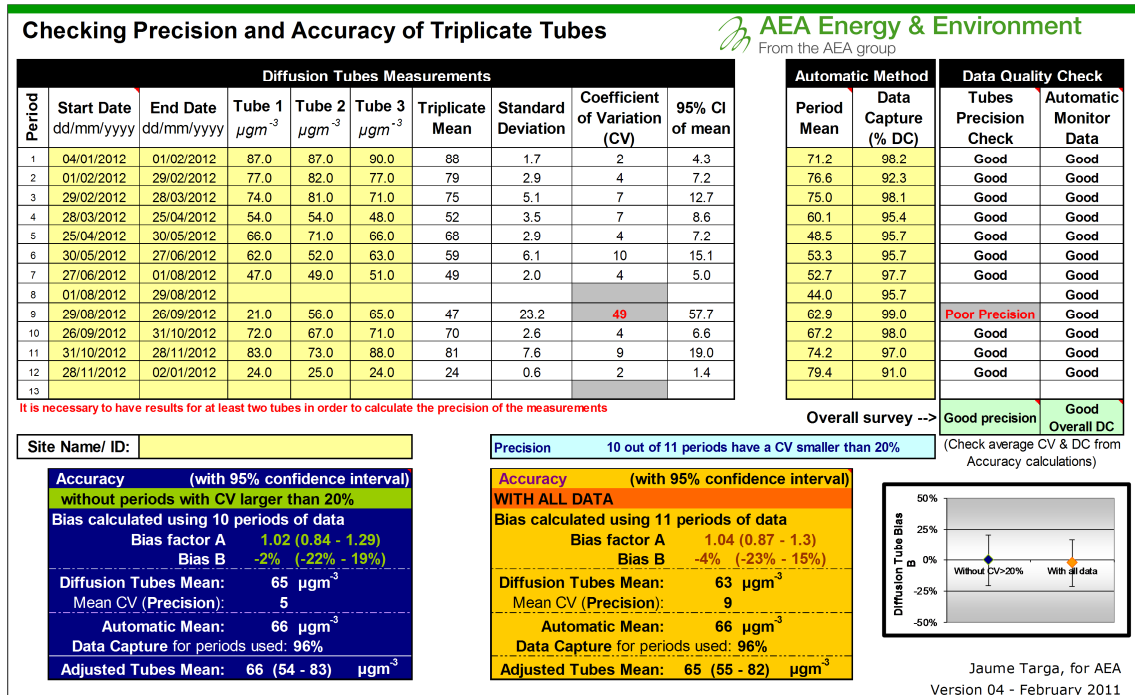 Checking Precision and Accuracy of Triplicate Tubes
AEA Energy & Environment
From the AEA group
Diffusion Tubes Measurements
Period
Start Date dd/mm/yyyy
End Date dd/mm/yyyy
Tube 1 µgm-3
Tube 2 µgm-3
Tube 3 µgm-3
Triplicate Mean
Standard Deviation
Coefficient of Variation (CV)
95% CI of mean
Automatic Method
Period Mean
Data Capture (% DC)
Data Quality Check
Tubes Precision Check
Automatic Monitor Data
1 04/01/2012 01/02/2012 87.0 87.0 90.0 88 1.7 2 4.3 71.2 98.2 Good Good
2 01/02/2012 29/02/2012 77.0 82.0 77.0 79 2.9 4 7.2 76.6 92.3 Good Good
3 29/02/2012 28/03/2012 74.0 81.0 71.0 75 5.1 7 12.7 75.0 98.1 Good Good
4 28/03/2012 25/04/2012 54.0 54.0 48.0 52 3.5 7 8.6 60.1 95.4 Good Good
5 25/04/2012 30/05/2012 66.0 71.0 66.0 68 2.9 4 7.2 48.5 95.7 Good Good
6 30/05/2012 27/06/2012 62.0 52.0 63.0 59 6.1 10 15.1 53.3 95.7 Good Good
7 27/06/2012 01/08/2012 47.0 49.0 51.0 49 2.0 4 5.0 52.7 97.7 Good Good
8 01/08/2012 29/08/2012 44.0 95.7 Good
9 29/08/2012 26/09/2012 21.0 56.0 65.0 47 23.2 49 57.7 62.9 99.0 Poor Precision Good
10 26/09/2012 31/10/2012 72.0 67.0 71.0 70 2.6 4 6.6 67.2 98.0 Good Good
11 31/10/2012 28/11/2012 83.0 73.0 88.0 81 7.6 9 19.0 74.2 97.0 Good Good
12 28/11/2012 02/01/2012 24.0 25.0 24.0 24 0.6 2 1.4 79.4 91.0 Good Good
13
It is necessary to have results for at least two tubes in order to calculate the precision of the measurements
Overall survey --> Good precision Good Overall DC
(Check average CV & DC from Accuracy calculations)
Site Name/ ID:
Precision 10 out of 11 periods have a CV smaller than 20%
Accuracy (with 95% confidence interval)
without periods with CV larger than 20%
Bias calculated using 10 periods of data
Bias factor A 1.02 (0.84 - 1.29)
Bias B -2% (-22% - 19%)
Diffusion Tubes Mean: 65 µgm-3
Mean CV (Precision): 5
Automatic Mean: 66 µgm-3
Data Capture for periods used: 96%
Adjusted Tubes Mean: 66 (54 - 83) µgm-3
Accuracy (with 95% confidence interval)
WITH ALL DATA
Bias calculated using 11 periods of data
Bias factor A 1.04 (0.87 - 1.3)
Bias B -4% (-23% - 15%)
Diffusion Tubes Mean: 63 µgm-3
Mean CV (Precision): 9
Automatic Mean: 66 µgm-3
Data Capture for periods used: 96%
Adjusted Tubes Mean: 65 (55 - 82) µgm-3
Diffusion Tube Bias B
50%
25%
0%
-25%
-50%
Without CV>20%
With all data
Jaume Targa, for AEA
Version 04 - February 2011